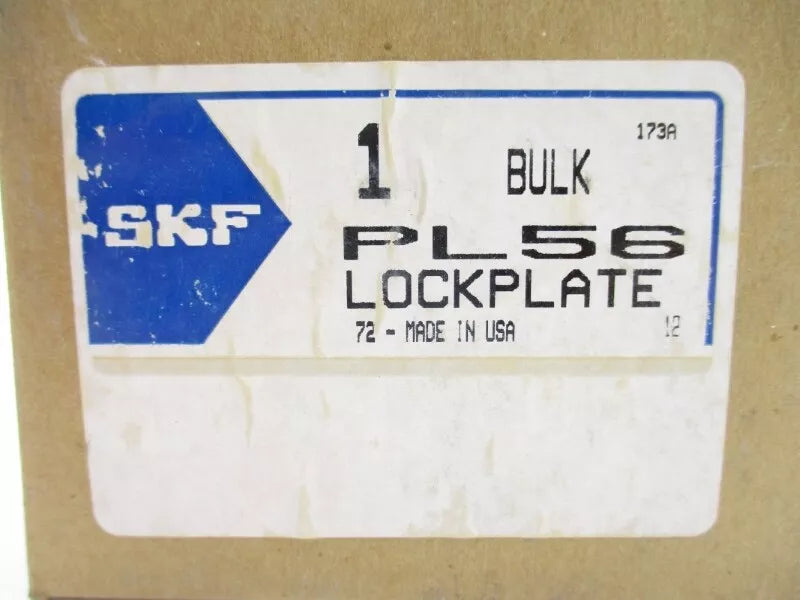 173A
1 BULK
SKF
PL56
LOCKPLATE
72 - MADE IN USA 12